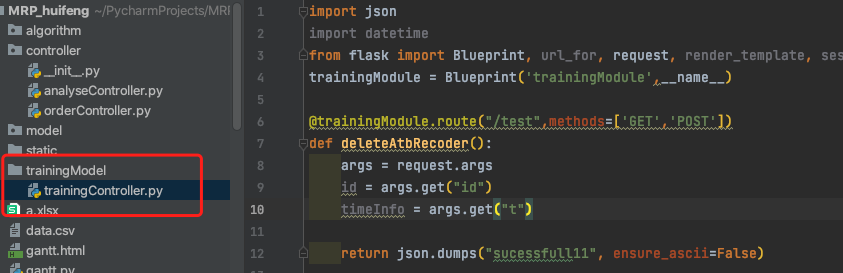 MRP_huifeng ~/PycharmProjects/MRP
algorithm
controller
__init__.py
analyseController.py
orderController.py
model
static
trainingModel
trainingController.py
a.xlsx
data.csv
gantt.html
gantt.py
1 import json
2 import datetime
3 from flask import Blueprint, url_for, request, render_template, ses
4 trainingModule = Blueprint('trainingModule',__name__)
5
6 @trainingModule.route("/test",methods=['GET','POST'])
7 def deleteAtbRecoder():
8 args = request.args
9 id = args.get("id")
10 timeInfo = args.get("t")
12 return json.dumps("sucessfull11", ensure_ascii=False)